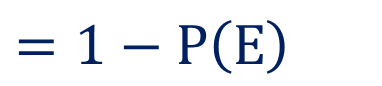 = 1 − P(E)